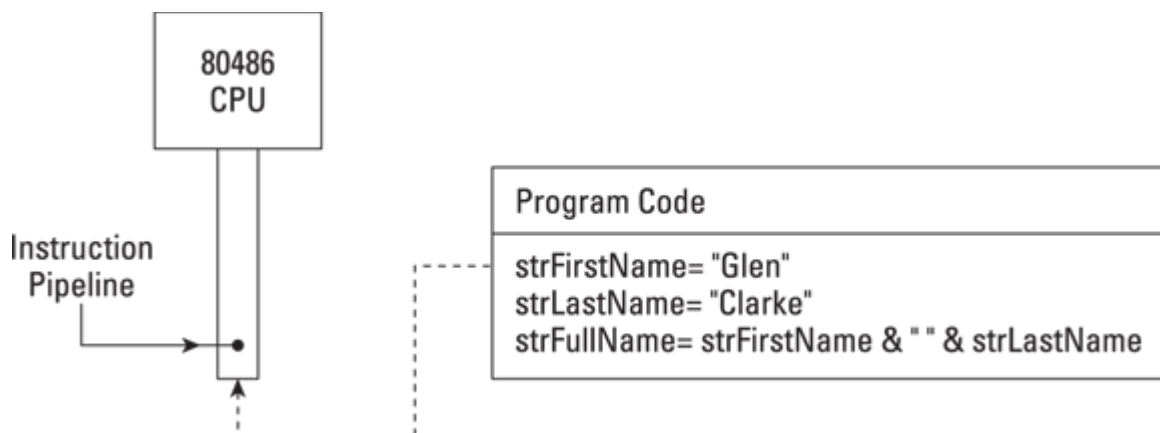 80486
CPU
Instruction
Pipeline
Program Code
strFirstName= "Glen"
strLastName= "Clarke"
strFullName= strFirstName & " " & strLastName